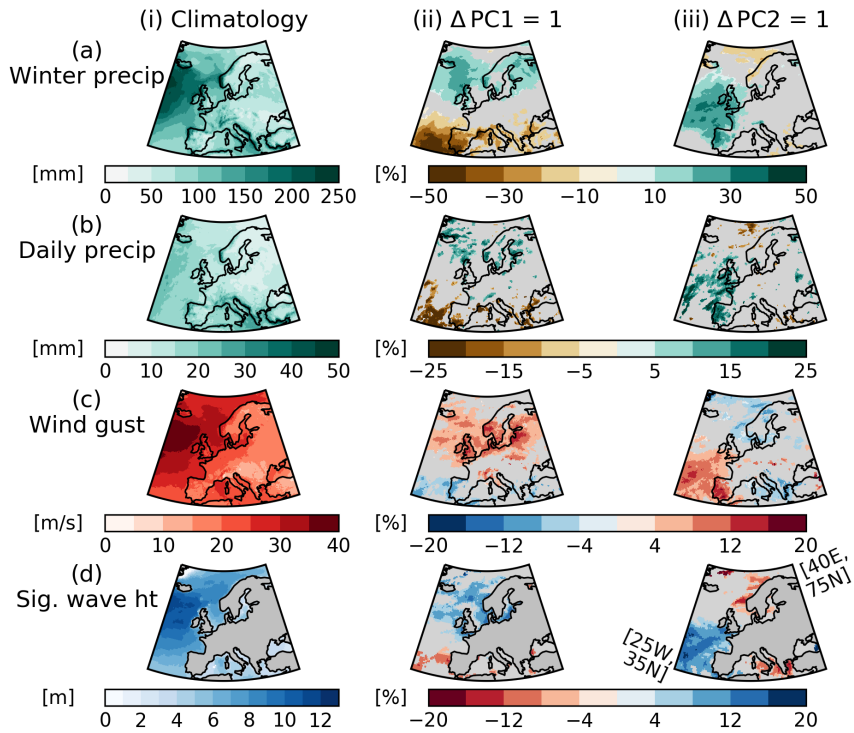 (i) Climatology (ii) Δ PC1 = 1 (iii) Δ PC2 = 1
(a)
Winter precip
[mm] 0 50 100 150 200 250 [%] −50 −30 −10 10 30 50
(b)
Daily precip
[mm] 0 10 20 30 40 50 [%] −25 −15 −5 5 15 25
(c)
Wind gust
[m/s] 0 10 20 30 40 [%] −20 −12 −4 4 12 20
(d)
Sig. wave ht
[40E,
75N]
[25W,
35N]
[m] 0 2 4 6 8 10 12 [%] −20 −12 −4 4 12 20